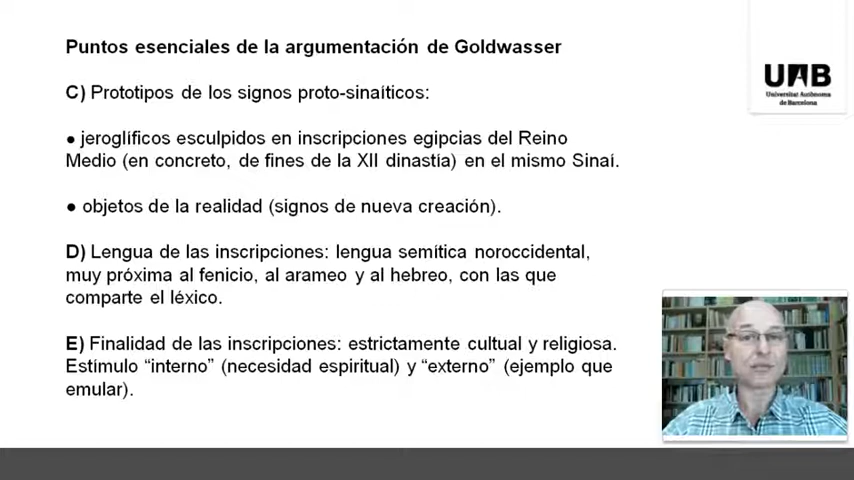 Puntos esenciales de la argumentación de Goldwasser
C) Prototipos de los signos proto-sinaíticos:
● jeroglíficos esculpidos en inscripciones egipcias del Reino
Medio (en concreto, de fines de la XII dinastía) en el mismo Sinaí.
● objetos de la realidad (signos de nueva creación).
D) Lengua de las inscripciones: lengua semítica noroccidental,
muy próxima al fenicio, al arameo y al hebreo, con las que
comparte el léxico.
E) Finalidad de las inscripciones: estrictamente cultual y religiosa.
Estímulo “interno” (necesidad espiritual) y “externo” (ejemplo que
emular).
UAB
Universitat Autònoma
de Barcelona